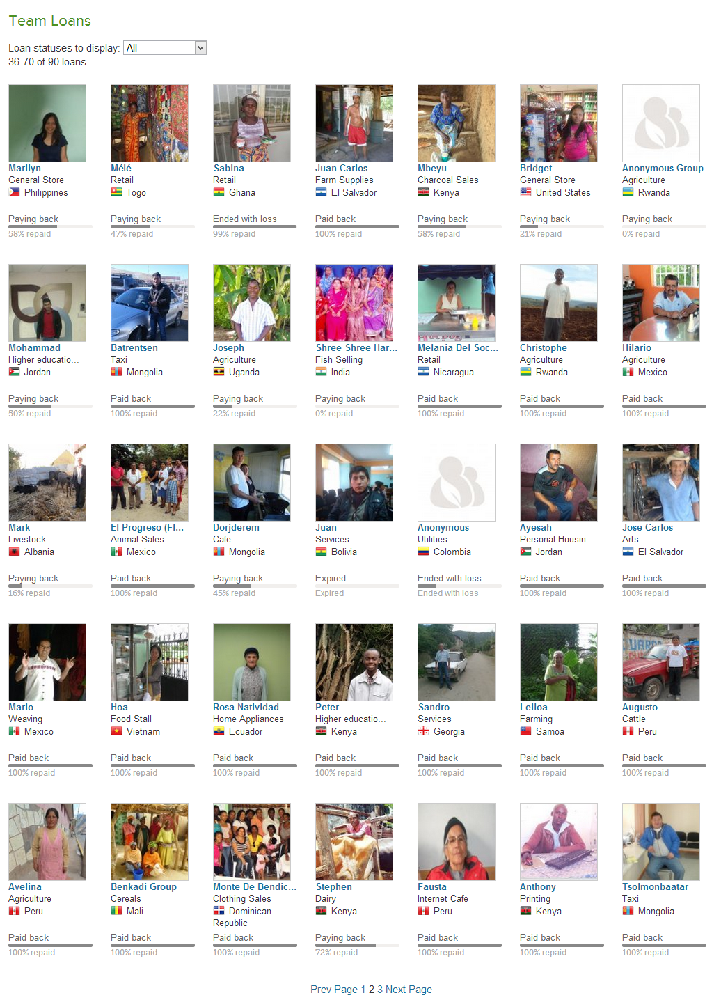 Team Loans
Loan statuses to display: All
36-70 of 90 loans
Marilyn
General Store
Philippines
Paying back
58% repaid
Mélé
Retail
Togo
Paying back
47% repaid
Sabina
Retail
Ghana
Ended with loss
99% repaid
Juan Carlos
Farm Supplies
El Salvador
Paid back
100% repaid
Mbeyu
Charcoal Sales
Kenya
Paying back
58% repaid
Bridget
General Store
United States
Paying back
21% repaid
Anonymous Group
Agriculture
Rwanda
Paying back
0% repaid
Mohammad
Higher educatio...
Jordan
Paying back
50% repaid
Batrentsen
Taxi
Mongolia
Paid back
100% repaid
Joseph
Agriculture
Uganda
Paying back
22% repaid
Shree Shree Har...
Fish Selling
India
Paying back
0% repaid
Melania Del Soc...
Retail
Nicaragua
Paid back
100% repaid
Christophe
Agriculture
Rwanda
Paid back
100% repaid
Hilario
Agriculture
Mexico
Paid back
100% repaid
Mark
Livestock
Albania
Paying back
16% repaid
El Progreso (Fl...
Animal Sales
Mexico
Paid back
100% repaid
Dorjderem
Cafe
Mongolia
Paying back
45% repaid
Juan
Services
Bolivia
Expired
Expired
Anonymous
Utilities
Colombia
Ended with loss
Ended with loss
Ayesah
Personal Housin...
Jordan
Paid back
100% repaid
Jose Carlos
Arts
El Salvador
Paid back
100% repaid
Mario
Weaving
Mexico
Paid back
100% repaid
Hoa
Food Stall
Vietnam
Paid back
100% repaid
Rosa Natividad
Home Appliances
Ecuador
Paid back
100% repaid
Peter
Higher educatio...
Kenya
Paid back
100% repaid
Sandro
Services
Georgia
Paid back
100% repaid
Leiloa
Farming
Samoa
Paid back
100% repaid
Augusto
Cattle
Peru
Paid back
100% repaid
Avelina
Agriculture
Peru
Paid back
100% repaid
Benkadi Group
Cereals
Mali
Paid back
100% repaid
Monte De Bendic...
Clothing Sales
Dominican
Republic
Paid back
100% repaid
Stephen
Dairy
Kenya
Paying back
72% repaid
Fausta
Internet Cafe
Peru
Paid back
100% repaid
Anthony
Printing
Kenya
Paid back
100% repaid
Tsolmonbaatar
Taxi
Mongolia
Paid back
100% repaid
Prev Page 1 2 3 Next Page